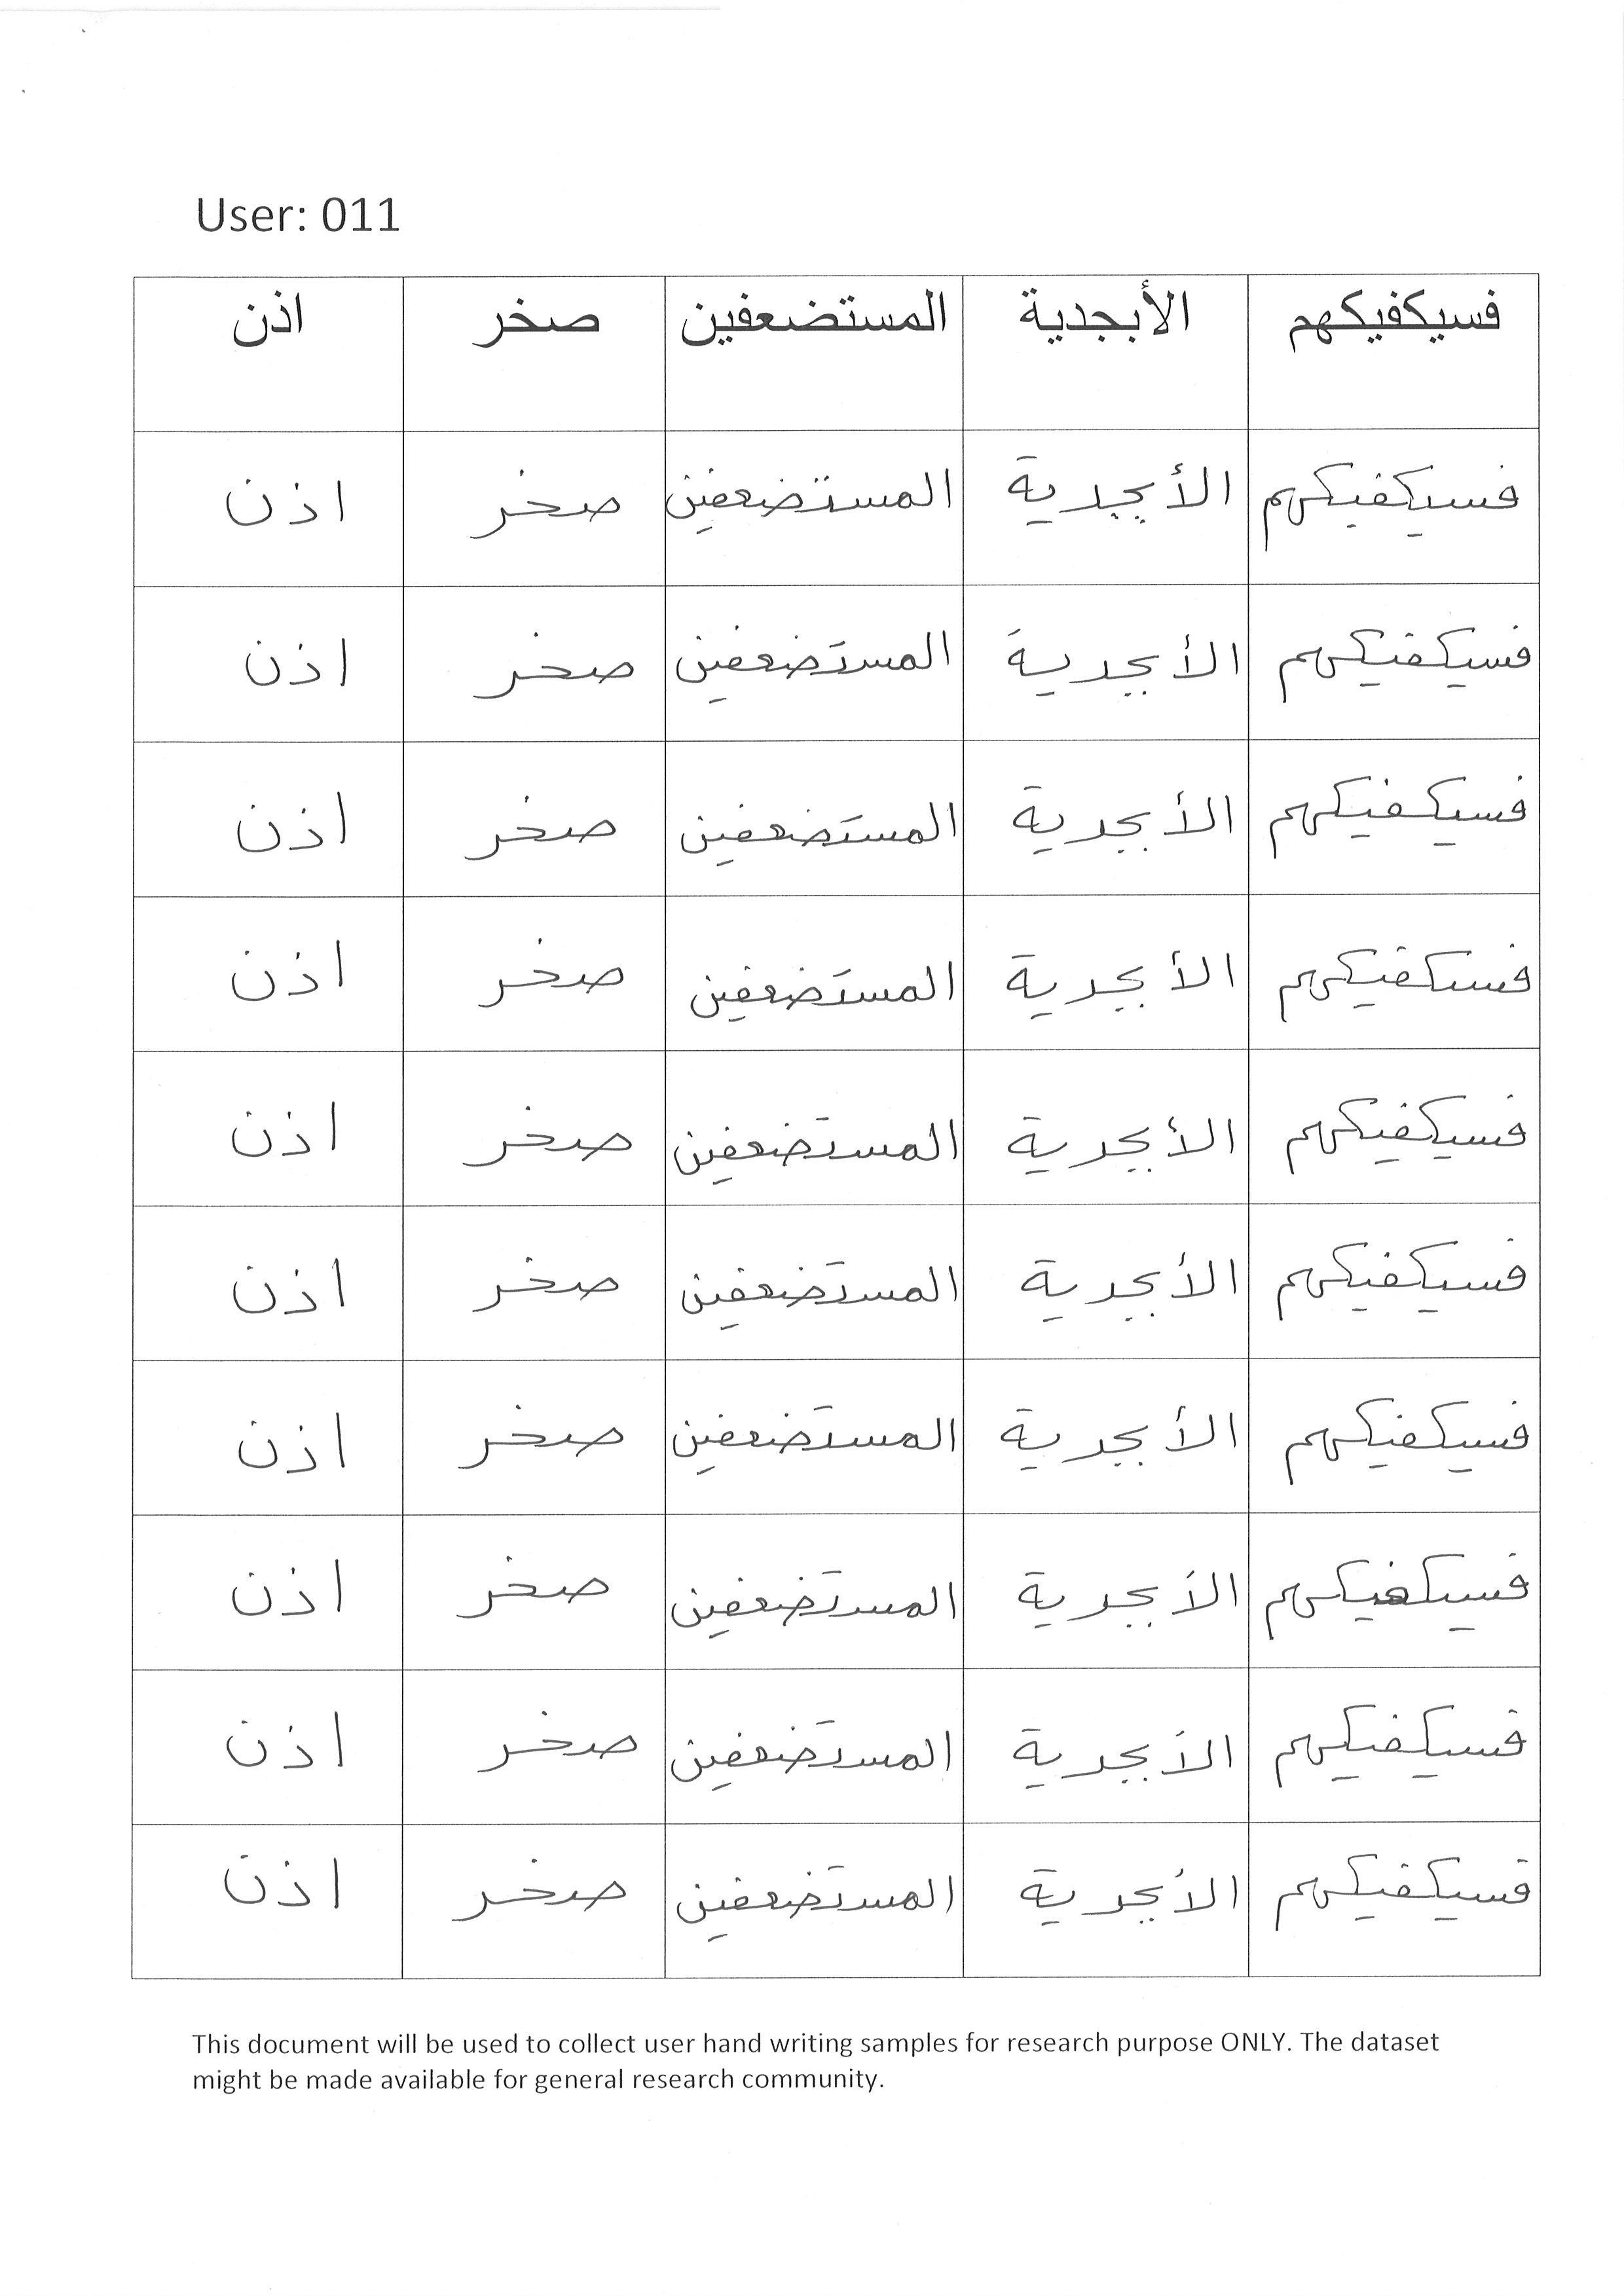 User: 011
فسيكفيكهم الأبجدية المستضعفين صخر اذن
فسيكفيكهم الأبجدية المستضعفين صخر اذن
فسيكفيكهم الأبجدية المستضعفين صخر اذن
فسيكفيكهم الأبجدية المستضعفين صخر اذن
فسيكفيكهم الأبجدية المستضعفين صخر اذن
فسيكفيكهم الأبجدية المستضعفين صخر اذن
فسيكفيكهم الأبجدية المستضعفين صخر اذن
فسيكفيكهم الأبجدية المستضعفين صخر اذن
فسيكفيكهم الأبجدية المستضعفين صخر اذن
فسيكفيكهم الأبجدية المستضعفين صخر اذن
فسيكفيكهم الأبجدية المستضعفين صخر اذن
This document will be used to collect user hand writing samples for research purpose ONLY. The dataset
might be made available for general research community.